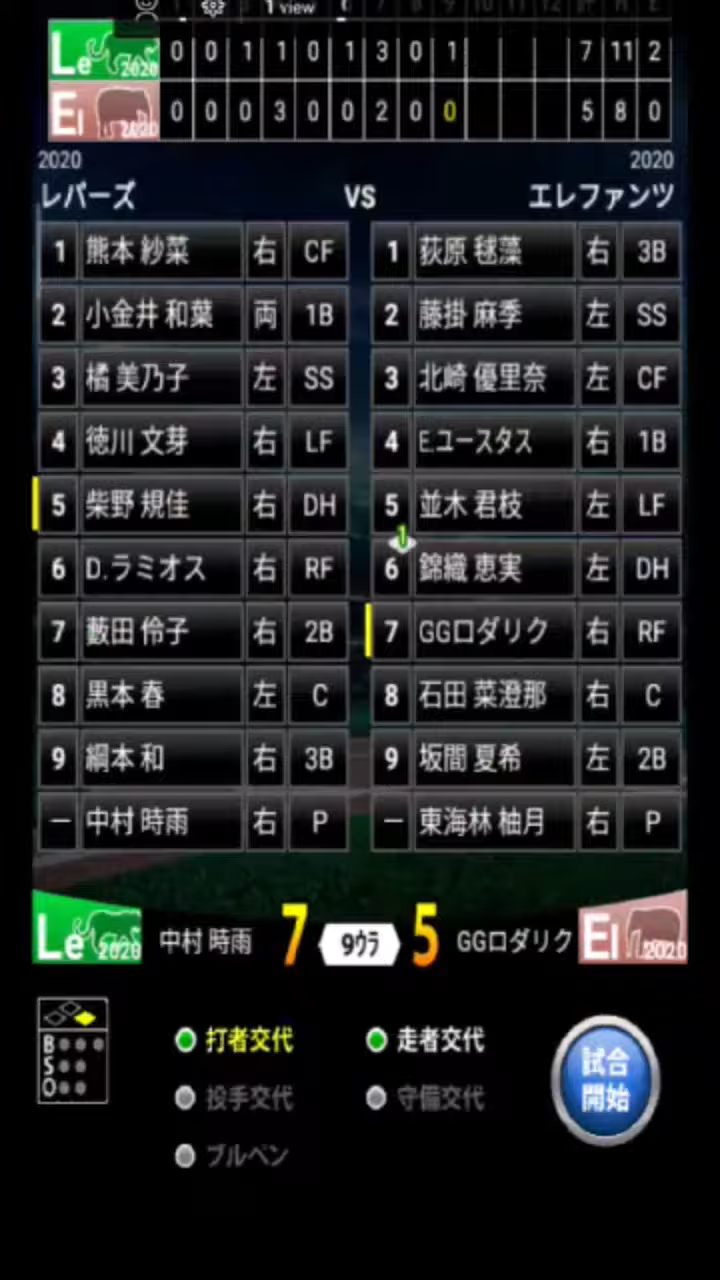 1 view
Le 2020 0 0 1 1 0 1 3 0 1 7 11 2
El 2020 0 0 0 3 0 0 2 0 0 5 8 0
2020 2020
レパーズ VS エレファンツ
1 熊本 紗菜 右 CF 1 荻原 毬藻 右 3B
2 小金井 和葉 両 1B 2 藤掛 麻季 左 SS
3 橘 美乃子 左 SS 3 北崎 優里奈 左 CF
4 徳川 文芽 右 LF 4 E.ユースタス 右 1B
5 柴野 規佳 右 DH 5 並木 君枝 左 LF
1
6 D.ラミオス 右 RF 6 錦織 恵実 左 DH
7 藪田 伶子 右 2B 7 GGロダリク 右 RF
8 黒本 春 左 C 8 石田 菜澄那 右 C
9 綱本 和 右 3B 9 坂間 夏希 左 2B
ー 中村 時雨 右 P ー 東海林 柚月 右 P
Le 2020 中村 時雨 7 9ウラ 5 GGロダリク El 2020
B
S
O
打者交代 走者交代
投手交代 守備交代
ブルペン
試合
開始